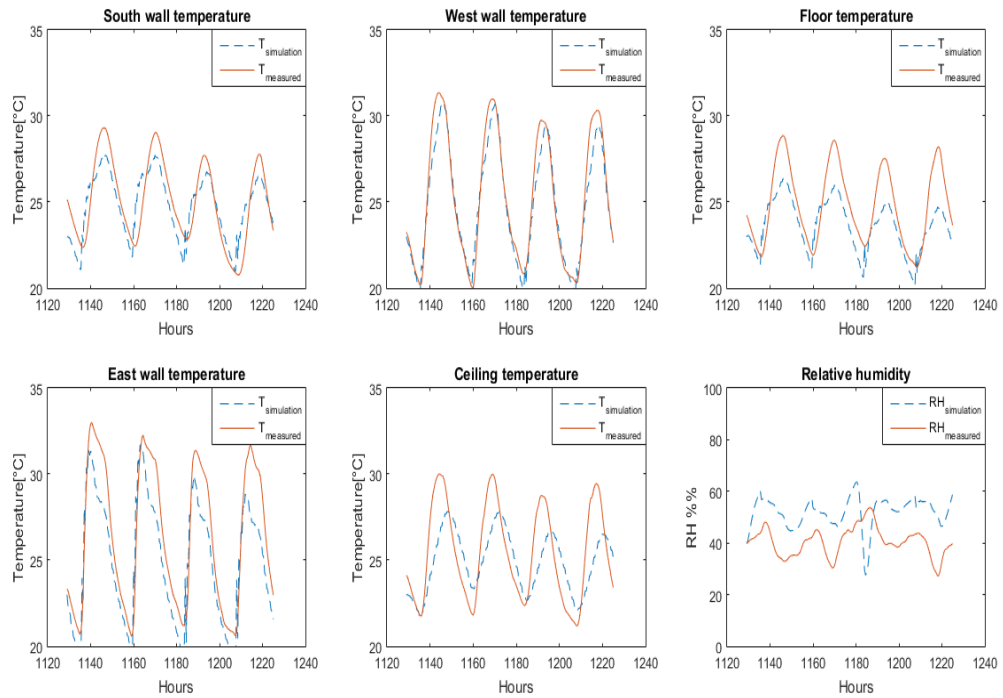 South wall temperature
35
30
25
20
Temperature[°C]
T simulation
T measured
1120 1140 1160 1180 1200 1220 1240
Hours
West wall temperature
35
30
25
20
Temperature[°C]
T simulation
T measured
1120 1140 1160 1180 1200 1220 1240
Hours
Floor temperature
35
30
25
20
Temperature[°C]
T simulation
T measured
1120 1140 1160 1180 1200 1220 1240
Hours
East wall temperature
35
30
25
20
Temperature[°C]
T simulation
T measured
1120 1140 1160 1180 1200 1220 1240
Hours
Ceiling temperature
35
30
25
20
Temperature[°C]
T simulation
T measured
1120 1140 1160 1180 1200 1220 1240
Hours
Relative humidity
100
80
60
40
20
0
RH %%
RH simulation
RH measured
1120 1140 1160 1180 1200 1220 1240
Hours